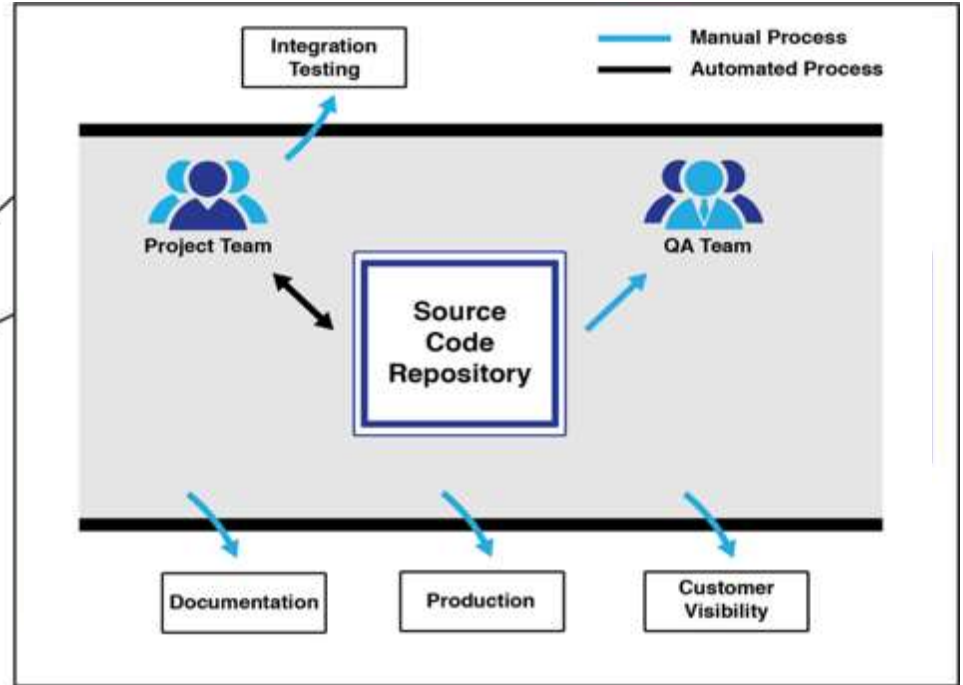 Integration
Testing
Manual Process
Automated Process
Project Team
QA Team
Source
Code
Repository
Documentation
Production
Customer
Visibility